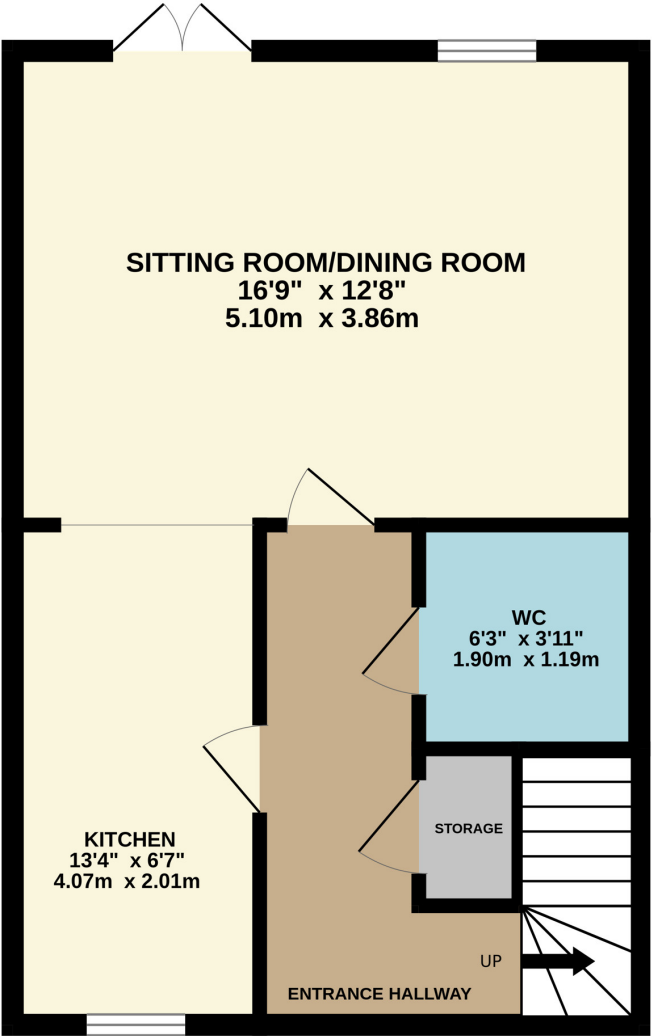 SITTING ROOM/DINING ROOM
16'9" x 12'8"
5.10m x 3.86m
WC
6'3" x 3'11"
1.90m x 1.19m
STORAGE
KITCHEN
13'4" x 6'7"
4.07m x 2.01m
UP
ENTRANCE HALLWAY